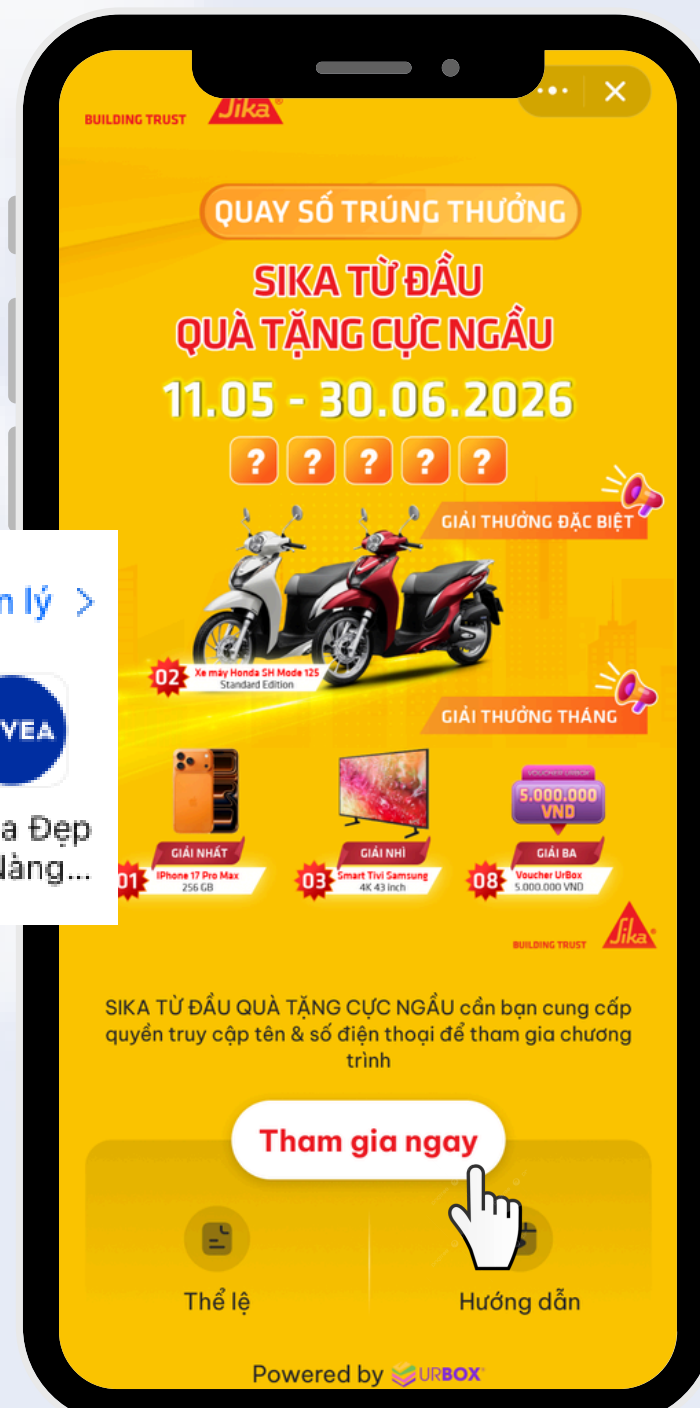 BUILDING TRUST
Sika
QUAY SỐ TRÚNG THƯỞNG
SIKA TỪ ĐẦU
QUÀ TẶNG CỰC NGẦU
11.05 - 30.06.2026
? ? ? ? ?
GIẢI THƯỞNG ĐẶC BIỆT
02 Xe máy Honda SH Mode 125
Standard Edition
n lý >
GIẢI THƯỞNG THÁNG
VEA
VOUCHER URBOX
5.000.000
VND
a Đẹp
Nàng...
GIẢI NHẤT
01 IPhone 17 Pro Max
256 GB
GIẢI NHÌ
03 Smart Tivi Samsung
4K 43 inch
GIẢI BA
08 Voucher UrBox
5.000.000 VND
BUILDING TRUST
Sika
SIKA TỪ ĐẦU QUÀ TẶNG CỰC NGẦU cần bạn cung cấp
quyền truy cập tên & số điện thoại để tham gia chương
trình
Tham gia ngay
Thể lệ
Hướng dẫn
Powered by URBOX